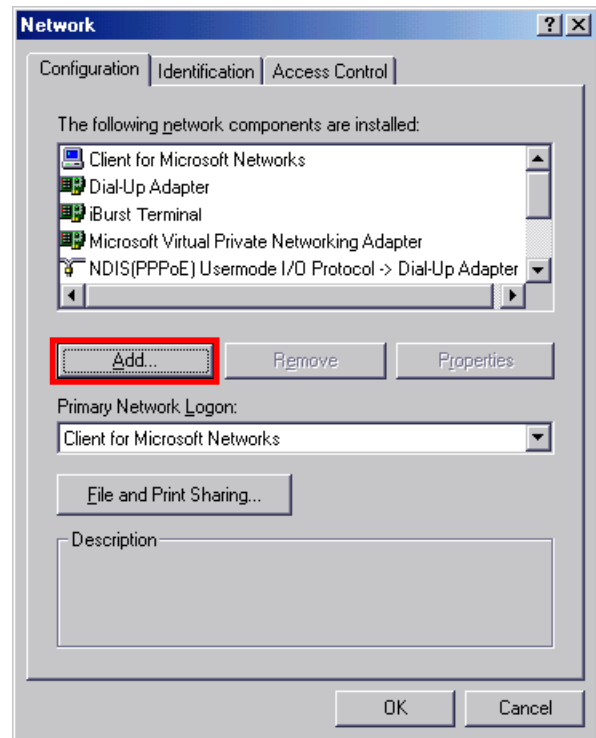 Network
Configuration Identification Access Control
The following network components are installed:
Client for Microsoft Networks
Dial-Up Adapter
iBurst Terminal
Microsoft Virtual Private Networking Adapter
NDIS(PPPoE) Usermode I/O Protocol -> Dial-Up Adapter
Add... Remove Properties
Primary Network Logon:
Client for Microsoft Networks
File and Print Sharing...
Description
OK Cancel